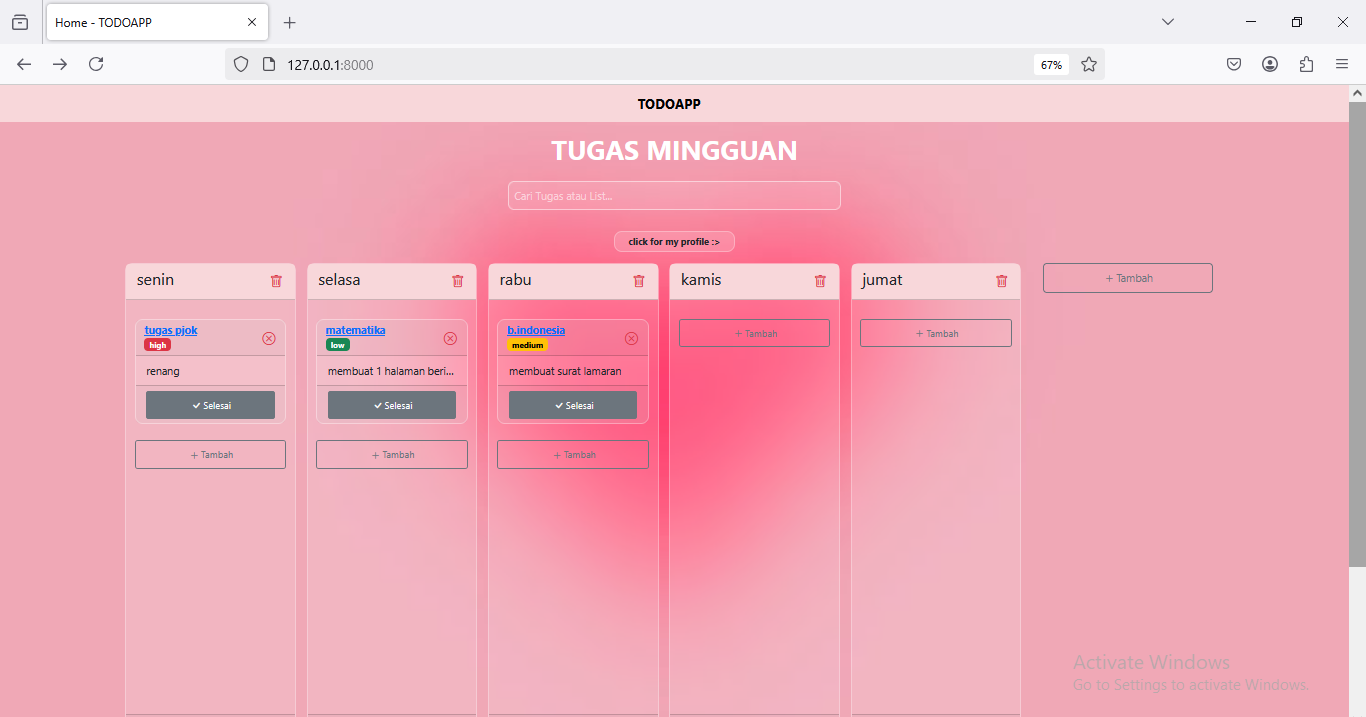 Home - TODOAPP
127.0.0.1:8000
67%
TODOAPP
TUGAS MINGGUAN
Cari Tugas atau List...
click for my profile :>
senin
selasa
rabu
kamis
jumat
+ Tambah
tugas pjok
high
renang
Selesai
+ Tambah
matematika
low
membuat 1 halaman beri...
Selesai
+ Tambah
b.indonesia
medium
membuat surat lamaran
Selesai
+ Tambah
+ Tambah
+ Tambah
Activate Windows
Go to Settings to activate Windows.